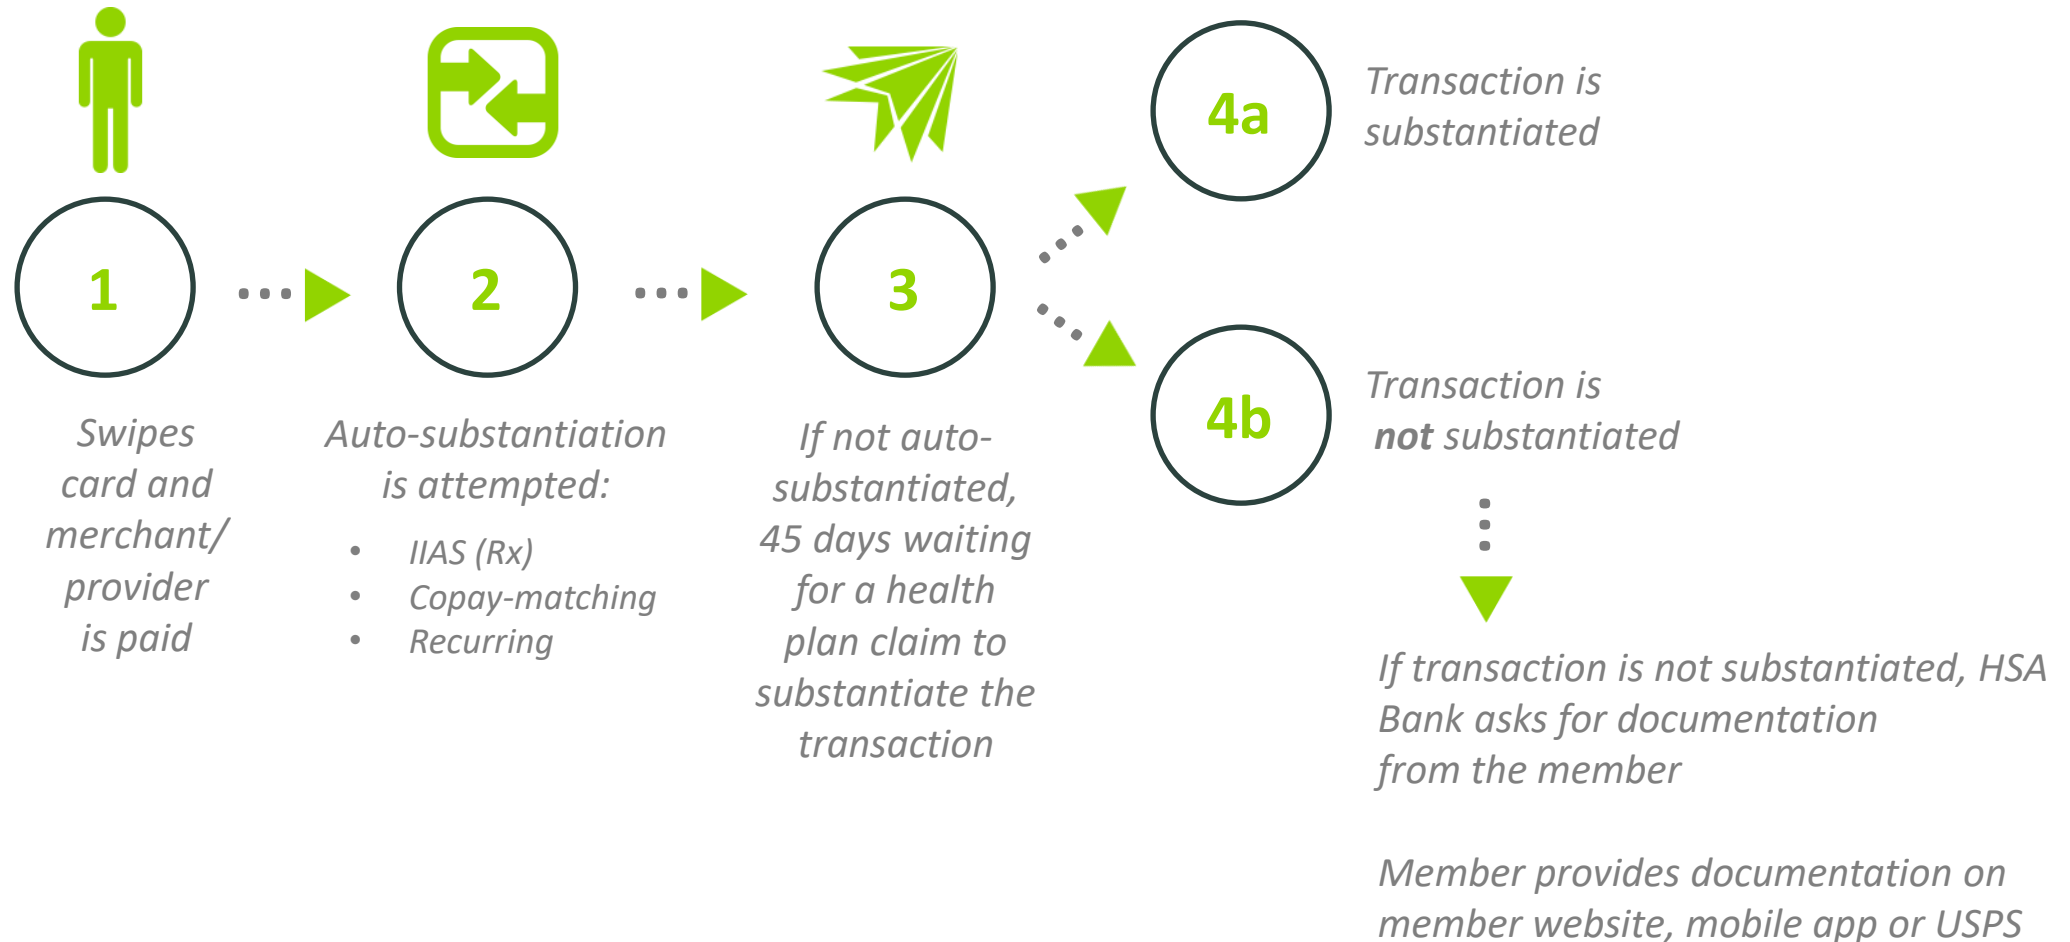 1
Swipes
card and
merchant/
provider
is paid
2
Auto-substantiation
is attempted:
• IIAS (Rx)
• Copay-matching
• Recurring
3
If not auto-
substantiated,
45 days waiting
for a health
plan claim to
substantiate the
transaction
4a
Transaction is
substantiated
4b
Transaction is
not substantiated
If transaction is not substantiated, HSA
Bank asks for documentation
from the member
Member provides documentation on
member website, mobile app or USPS